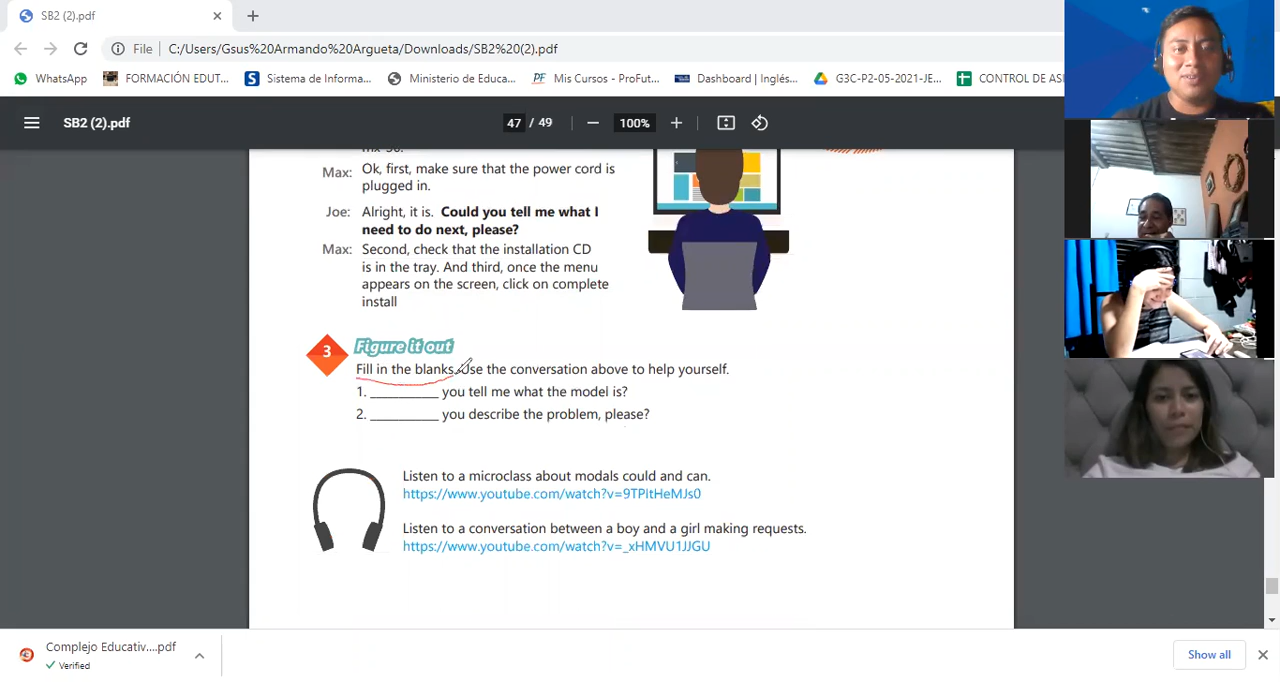 SB2 (2).pdf
File
C:/Users/Gsus%20Armando%20Argueta/Downloads/SB2%20(2).pdf
WhatsApp
FORMACIÓN EDUT...
Sistema de Informa...
Ministerio de Educa...
Mis Cursos - ProFut...
Dashboard | Inglés...
G3C-P2-05-2021-JE...
CONTROL DE ASI
SB2 (2).pdf
47 / 49
100%
Max: Ok, first, make sure that the power cord is
plugged in.
Joe: Alright, it is. Could you tell me what I
need to do next, please?
Max: Second, check that the installation CD
is in the tray. And third, once the menu
appears on the screen, click on complete
install
3 Figure it out
Fill in the blanks. Use the conversation above to help yourself.
1. __________ you tell me what the model is?
2. __________ you describe the problem, please?
Listen to a microclass about modals could and can.
https://www.youtube.com/watch?v=9TPItHeMJs0
Listen to a conversation between a boy and a girl making requests.
https://www.youtube.com/watch?v=_xHMVU1JJGU
Complejo Educativ....pdf
Verified
Show all